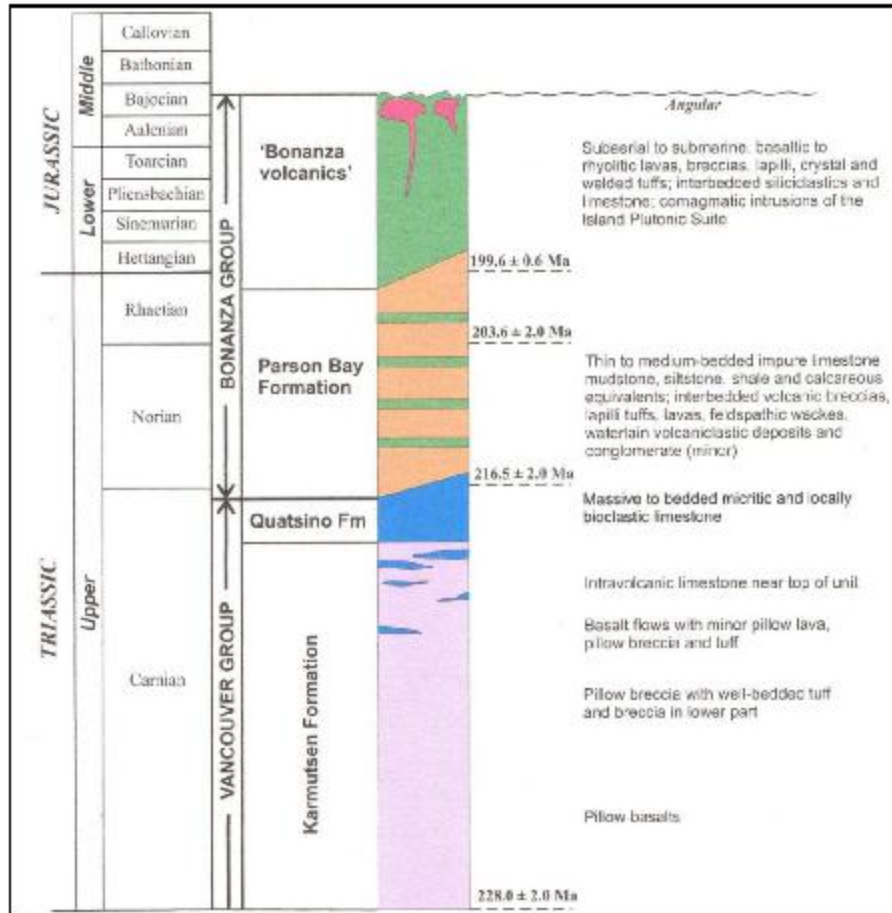 JURASSIC
Middle
Callovian
Bathonian
Bajocian
Aalenian
Lower
Toarcian
Pliensbachian
Sinemurian
Hettangian
TRIASSIC
Upper
Rhaetian
Norian
Carnian
BONANZA GROUP
'Bonanza
volcanics'
Parson Bay
Formation
VANCOUVER GROUP
Quatsino Fm
Karmutsen Formation
Angular
Subaerial to submarine, basaltic to
rhyolitic lavas, breccias, lapilli, crystal and
welded tuffs; interbedded siliciclastics and
limestone; comagmatic intrusions of the
Island Plutonic Suite
199.6 ± 0.6 Ma
203.6 ± 2.0 Ma
Thin to medium-bedded impure limestone
mudstone, siltstone, shale and calcareous
equivalents; interbedded volcanic breccias,
lapilli tuffs, lavas, feldspathic wackes,
waterlain volcaniclastic deposits and
conglomerate (minor)
216.5 ± 2.0 Ma
Massive to bedded micritic and locally
bioclastic limestone
Intravolcanic limestone near top of unit
Basalt flows with minor pillow lava,
pillow breccia and tuff
Pillow breccia with well-bedded tuff
and breccia in lower part
Pillow basalts
228.0 ± 2.0 Ma